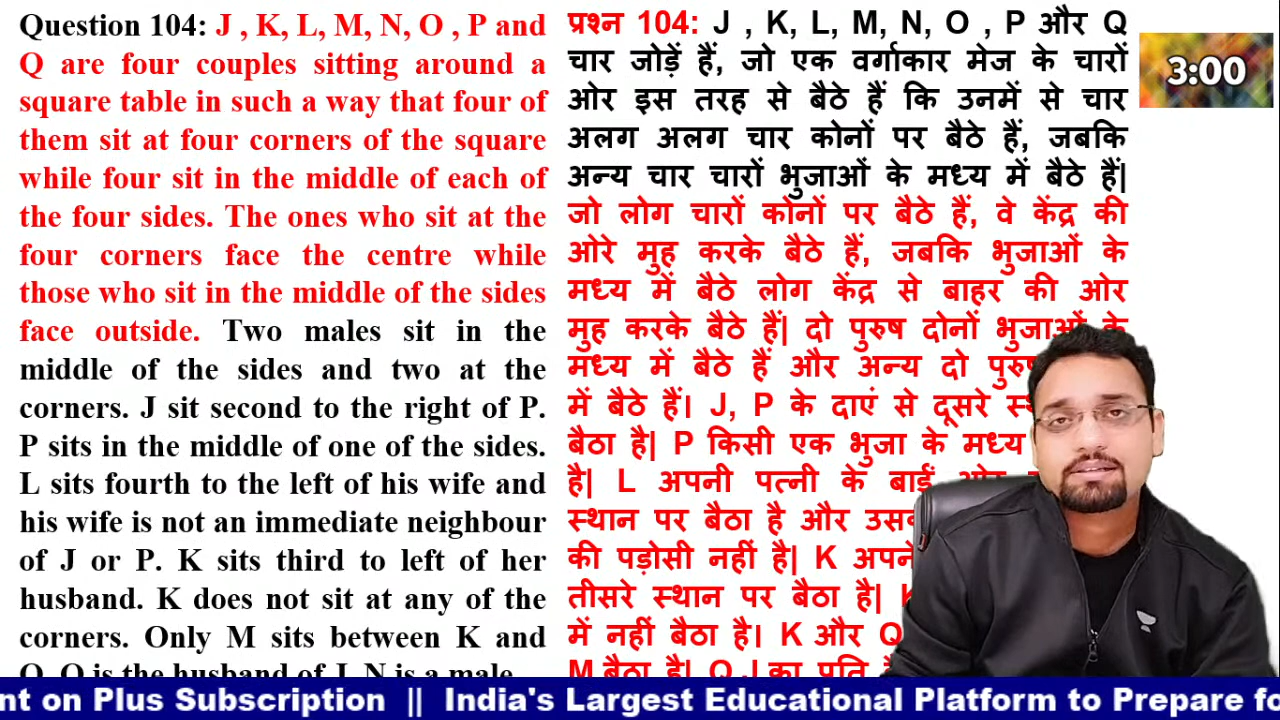 Question 104: J , K, L, M, N, O , P and
Q are four couples sitting around a
square table in such a way that four of
them sit at four corners of the square
while four sit in the middle of each of
the four sides. The ones who sit at the
four corners face the centre while
those who sit in the middle of the sides
face outside. Two males sit in the
middle of the sides and two at the
corners. J sit second to the right of P.
P sits in the middle of one of the sides.
L sits fourth to the left of his wife and
his wife is not an immediate neighbour
of J or P. K sits third to left of her
husband. K does not sit at any of the
corners. Only M sits between K and
Q. Q is the husband of J. N is a male.
प्रश्न 104: J , K, L, M, N, O , P और Q
चार जोड़ें हैं, जो एक वर्गाकार मेज के चारों
ओर इस तरह से बैठे हैं कि उनमें से चार
अलग अलग चार कोनों पर बैठे हैं, जबकि
अन्य चार चारों भुजाओं के मध्य में बैठे हैं|
जो लोग चारों कोनों पर बैठे हैं, वे केंद्र की
ओरे मुह करके बैठे हैं, जबकि भुजाओं के
मध्य में बैठे लोग केंद्र से बाहर की ओर
मुह करके बैठे हैं| दो पुरुष दोनों भुजाओं के
मध्य में बैठे हैं और अन्य दो
में बैठे हैं। J, P के दाएं से दूसरे
बैठा है| P किसी एक भुजा के मध्य
है| L अपनी पत्नी के बाईं ओर
स्थान पर बैठा है और
की पड़ोसी नहीं है| K
तीसरे स्थान पर बैठा है|
में नहीं बैठा है। K और Q
M बैठा है| Q, J का पति है
3:00
nt on Plus Subscription || India's Largest Educational Platform to Prepare fo